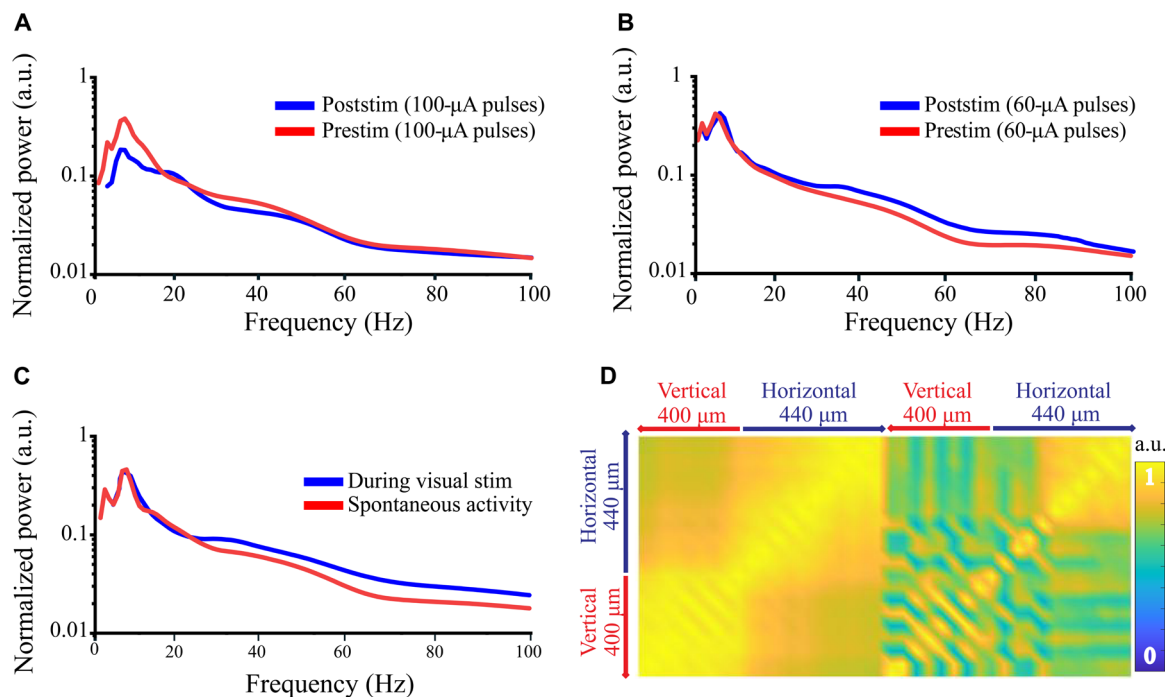 A
Normalized power (a.u.)
1
0.1
0.01
Poststim (100-μA pulses)
Prestim (100-μA pulses)
0 20 40 60 80 100
Frequency (Hz)
B
Normalized power (a.u.)
1
0.1
0.01
Poststim (60-μA pulses)
Prestim (60-μA pulses)
0 20 40 60 80 100
Frequency (Hz)
C
Normalized power (a.u.)
1
0.1
0.01
During visual stim
Spontaneous activity
0 20 40 60 80 100
Frequency (Hz)
D
Vertical
400 μm
Horizontal
440 μm
Vertical
400 μm
Horizontal
440 μm
Horizontal
440 μm
Vertical
400 μm
a.u.
1
0